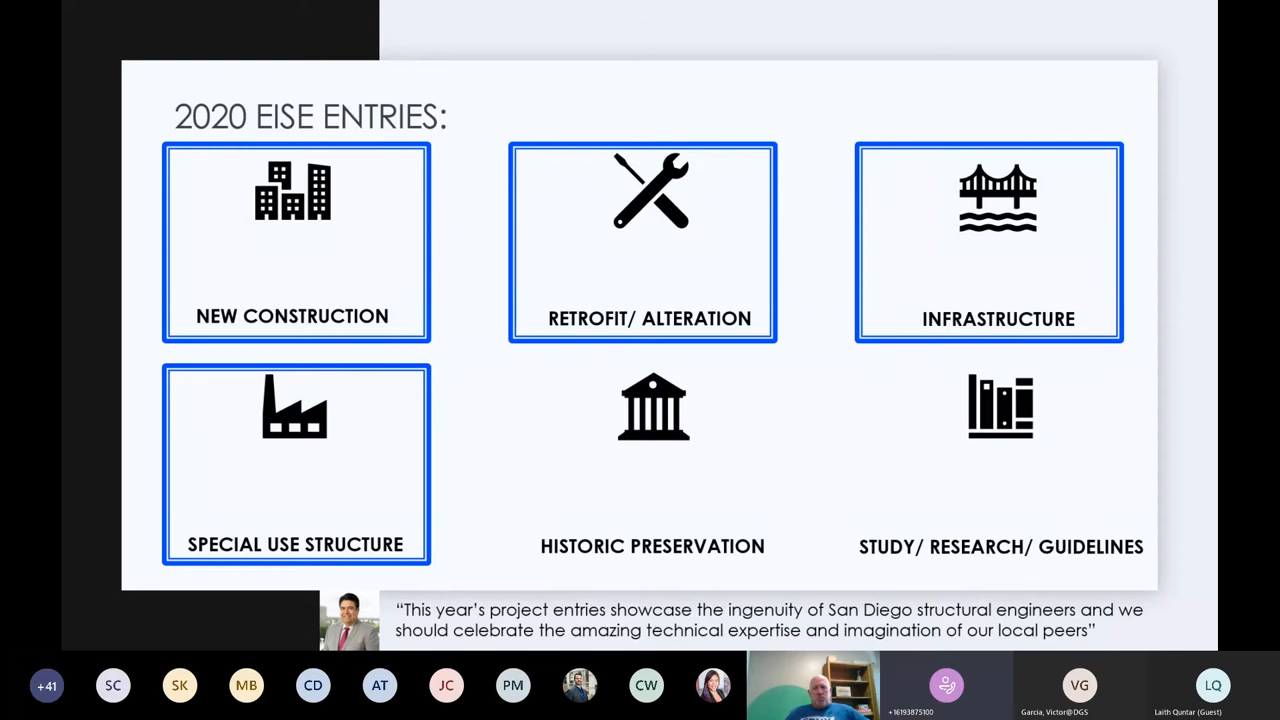 2020 EISE ENTRIES:
NEW CONSTRUCTION
RETROFIT/ ALTERATION
INFRASTRUCTURE
SPECIAL USE STRUCTURE
HISTORIC PRESERVATION
STUDY/ RESEARCH/ GUIDELINES
“This year’s project entries showcase the ingenuity of San Diego structural engineers and we
should celebrate the amazing technical expertise and imagination of our local peers”
+41
SC
SK
MB
CD
AT
JC
PM
CW
VG
LQ
+16193875100
Garcia, Victor@DGS
Laith Quntar (Guest)